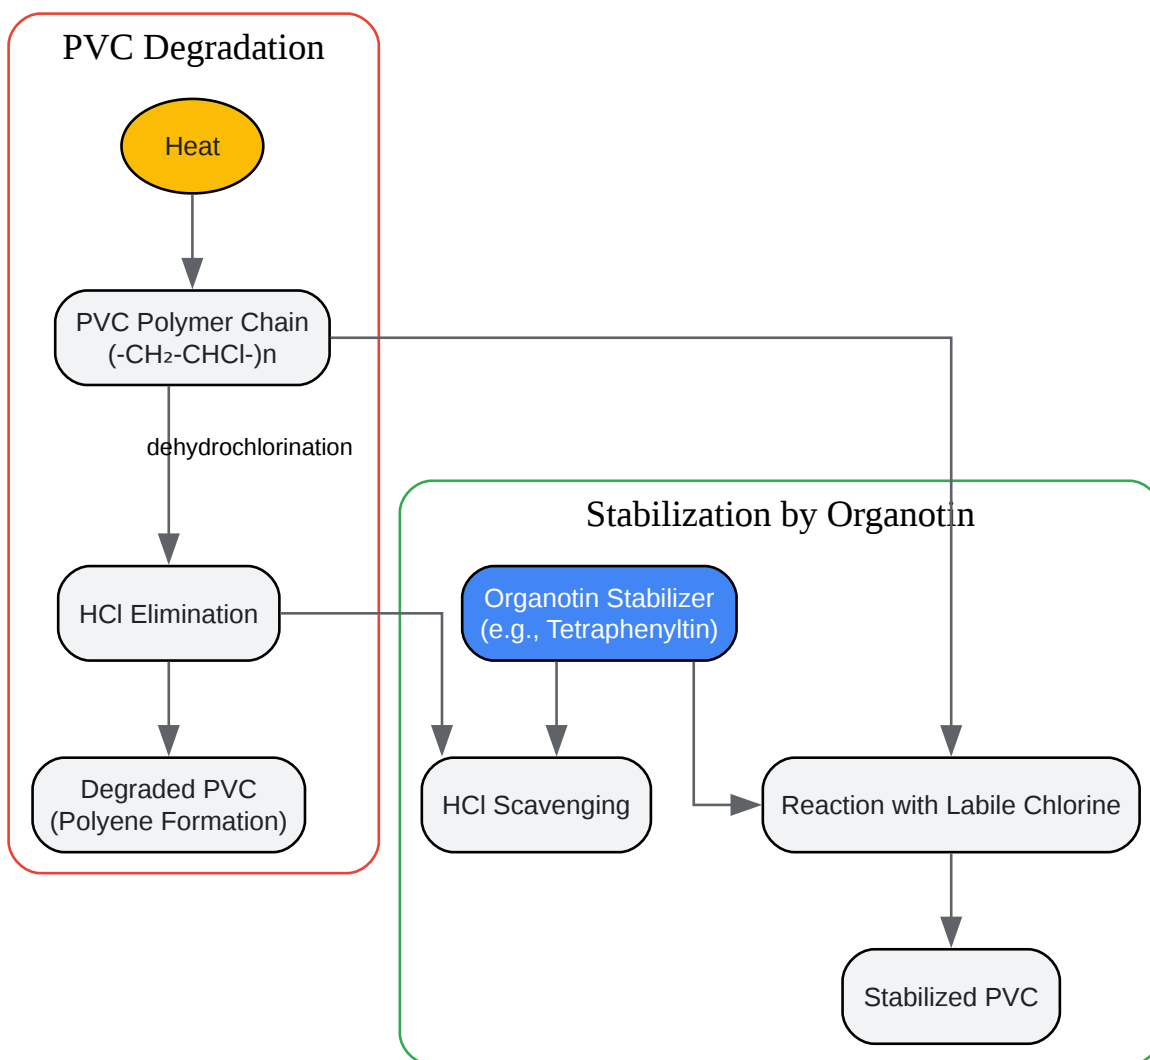 PVC Degradation
Heat
PVC Polymer Chain
(-CH₂-CHCl-)n
dehydrochlorination
HCl Elimination
Degraded PVC
(Polyene Formation)
Stabilization by Organotin
Organotin Stabilizer
(e.g., Tetraphenyltin)
HCl Scavenging
Reaction with Labile Chlorine
Stabilized PVC